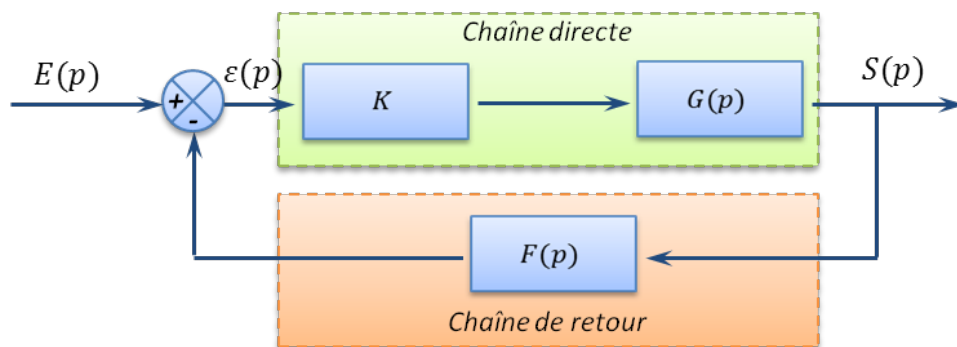 Chaîne directe
E(p)
ε(p)
S(p)
+
-
K
G(p)
F(p)
Chaîne de retour